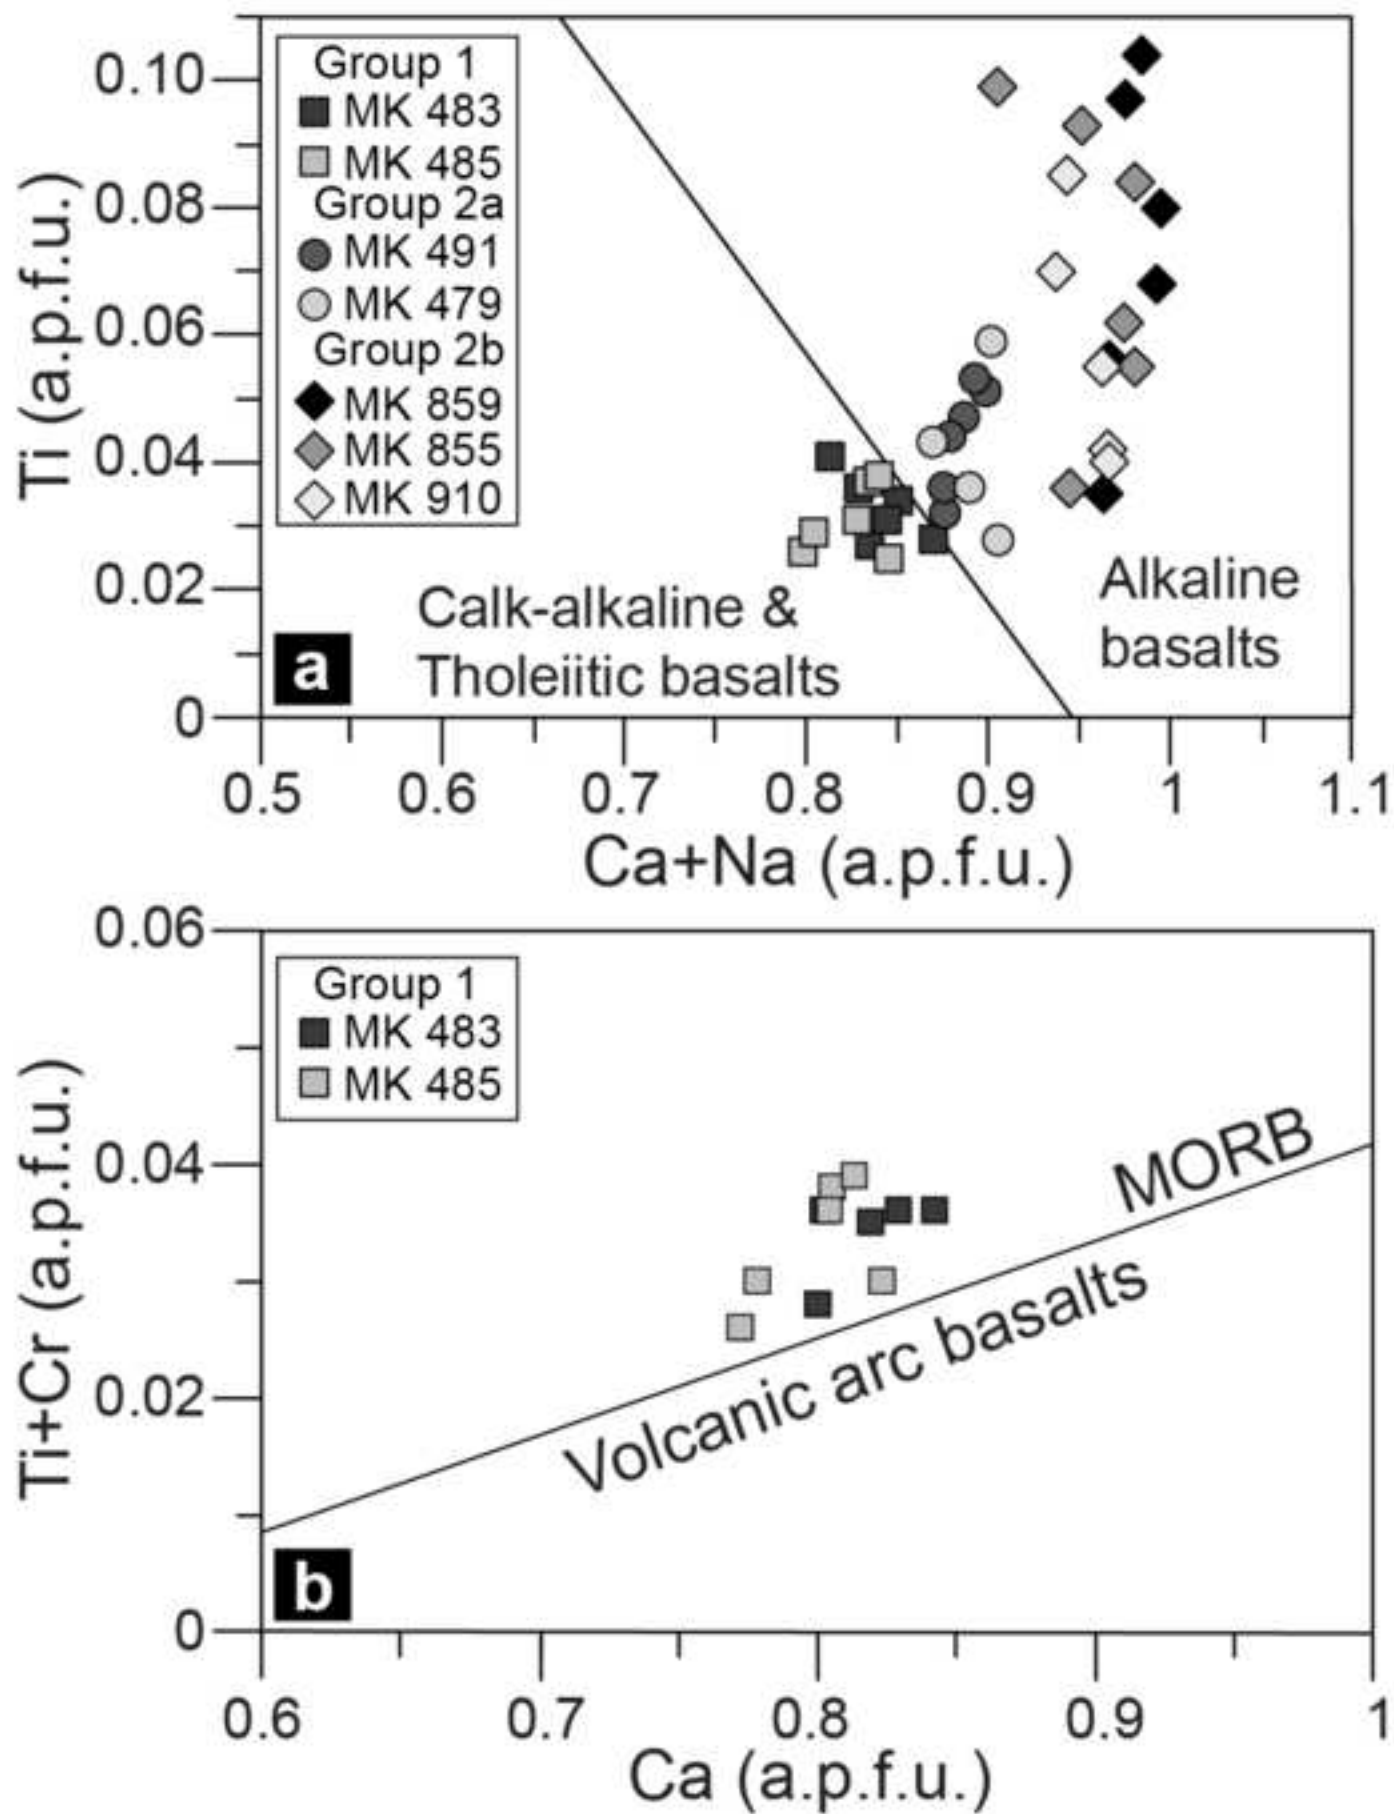 Ti (a.p.f.u.)
0.10
0.08
0.06
0.04
0.02
0
Group 1
MK 483
MK 485
Group 2a
MK 491
MK 479
Group 2b
MK 859
MK 855
MK 910
Calk-alkaline &
Tholeiitic basalts
Alkaline
basalts
a
0.5 0.6 0.7 0.8 0.9 1 1.1
Ca+Na (a.p.f.u.)
Ti+Cr (a.p.f.u.)
0.06
0.04
0.02
0
Group 1
MK 483
MK 485
MORB
Volcanic arc basalts
b
0.6 0.7 0.8 0.9 1
Ca (a.p.f.u.)